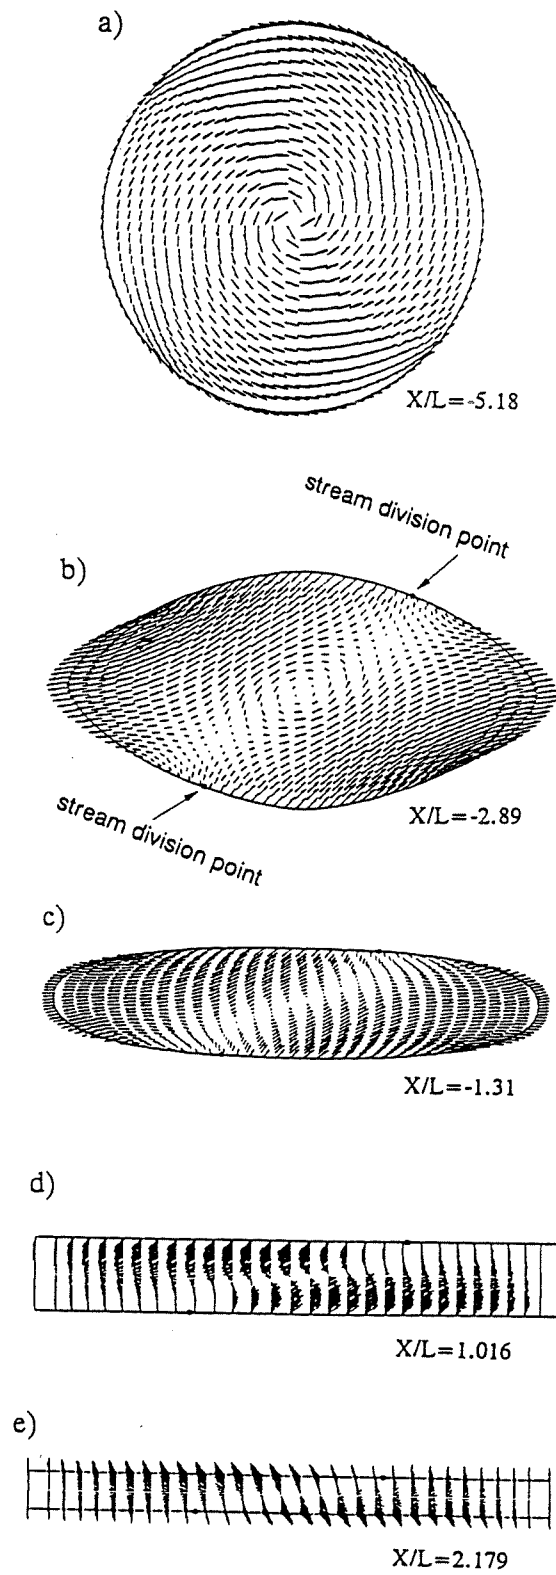 a)
X/L=-5.18
stream division point
b)
stream division point
X/L=-2.89
c)
X/L=-1.31
d)
X/L=1.016
e)
X/L=2.179